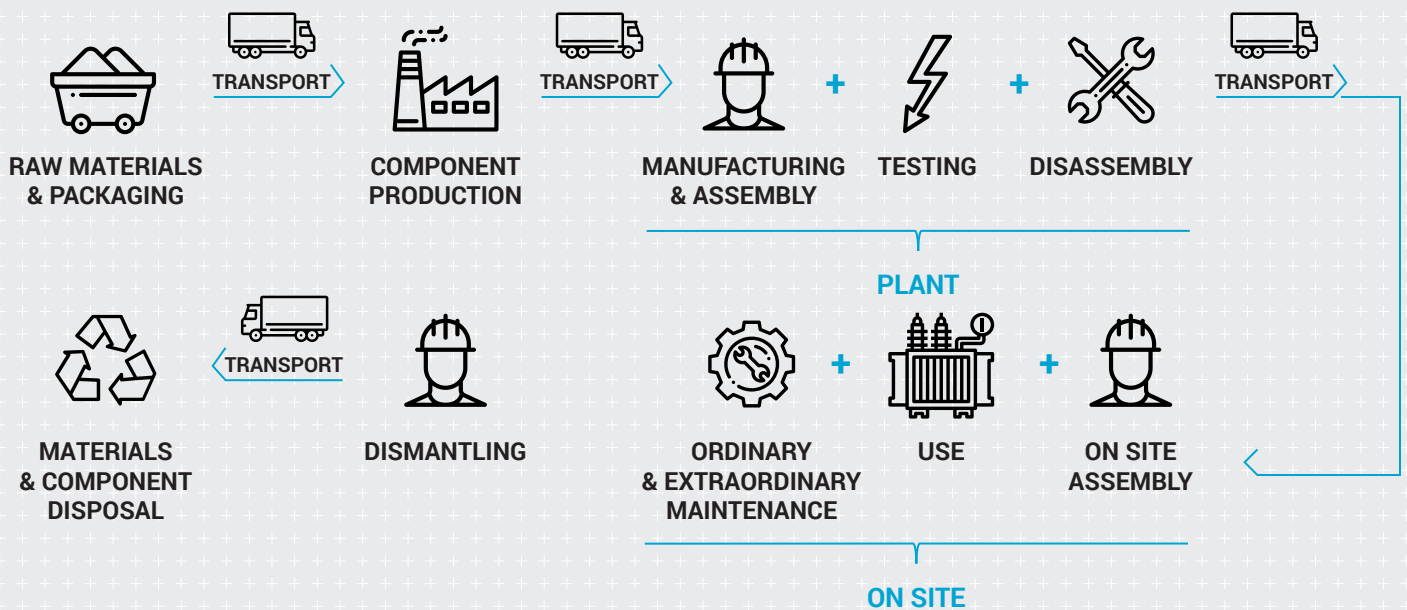 TRANSPORT
TRANSPORT
TRANSPORT
RAW MATERIALS
& PACKAGING
COMPONENT
PRODUCTION
MANUFACTURING
& ASSEMBLY
TESTING
DISASSEMBLY
PLANT
TRANSPORT
MATERIALS
& COMPONENT
DISPOSAL
DISMANTLING
ORDINARY
& EXTRAORDINARY
MAINTENANCE
USE
ON SITE
ASSEMBLY
ON SITE